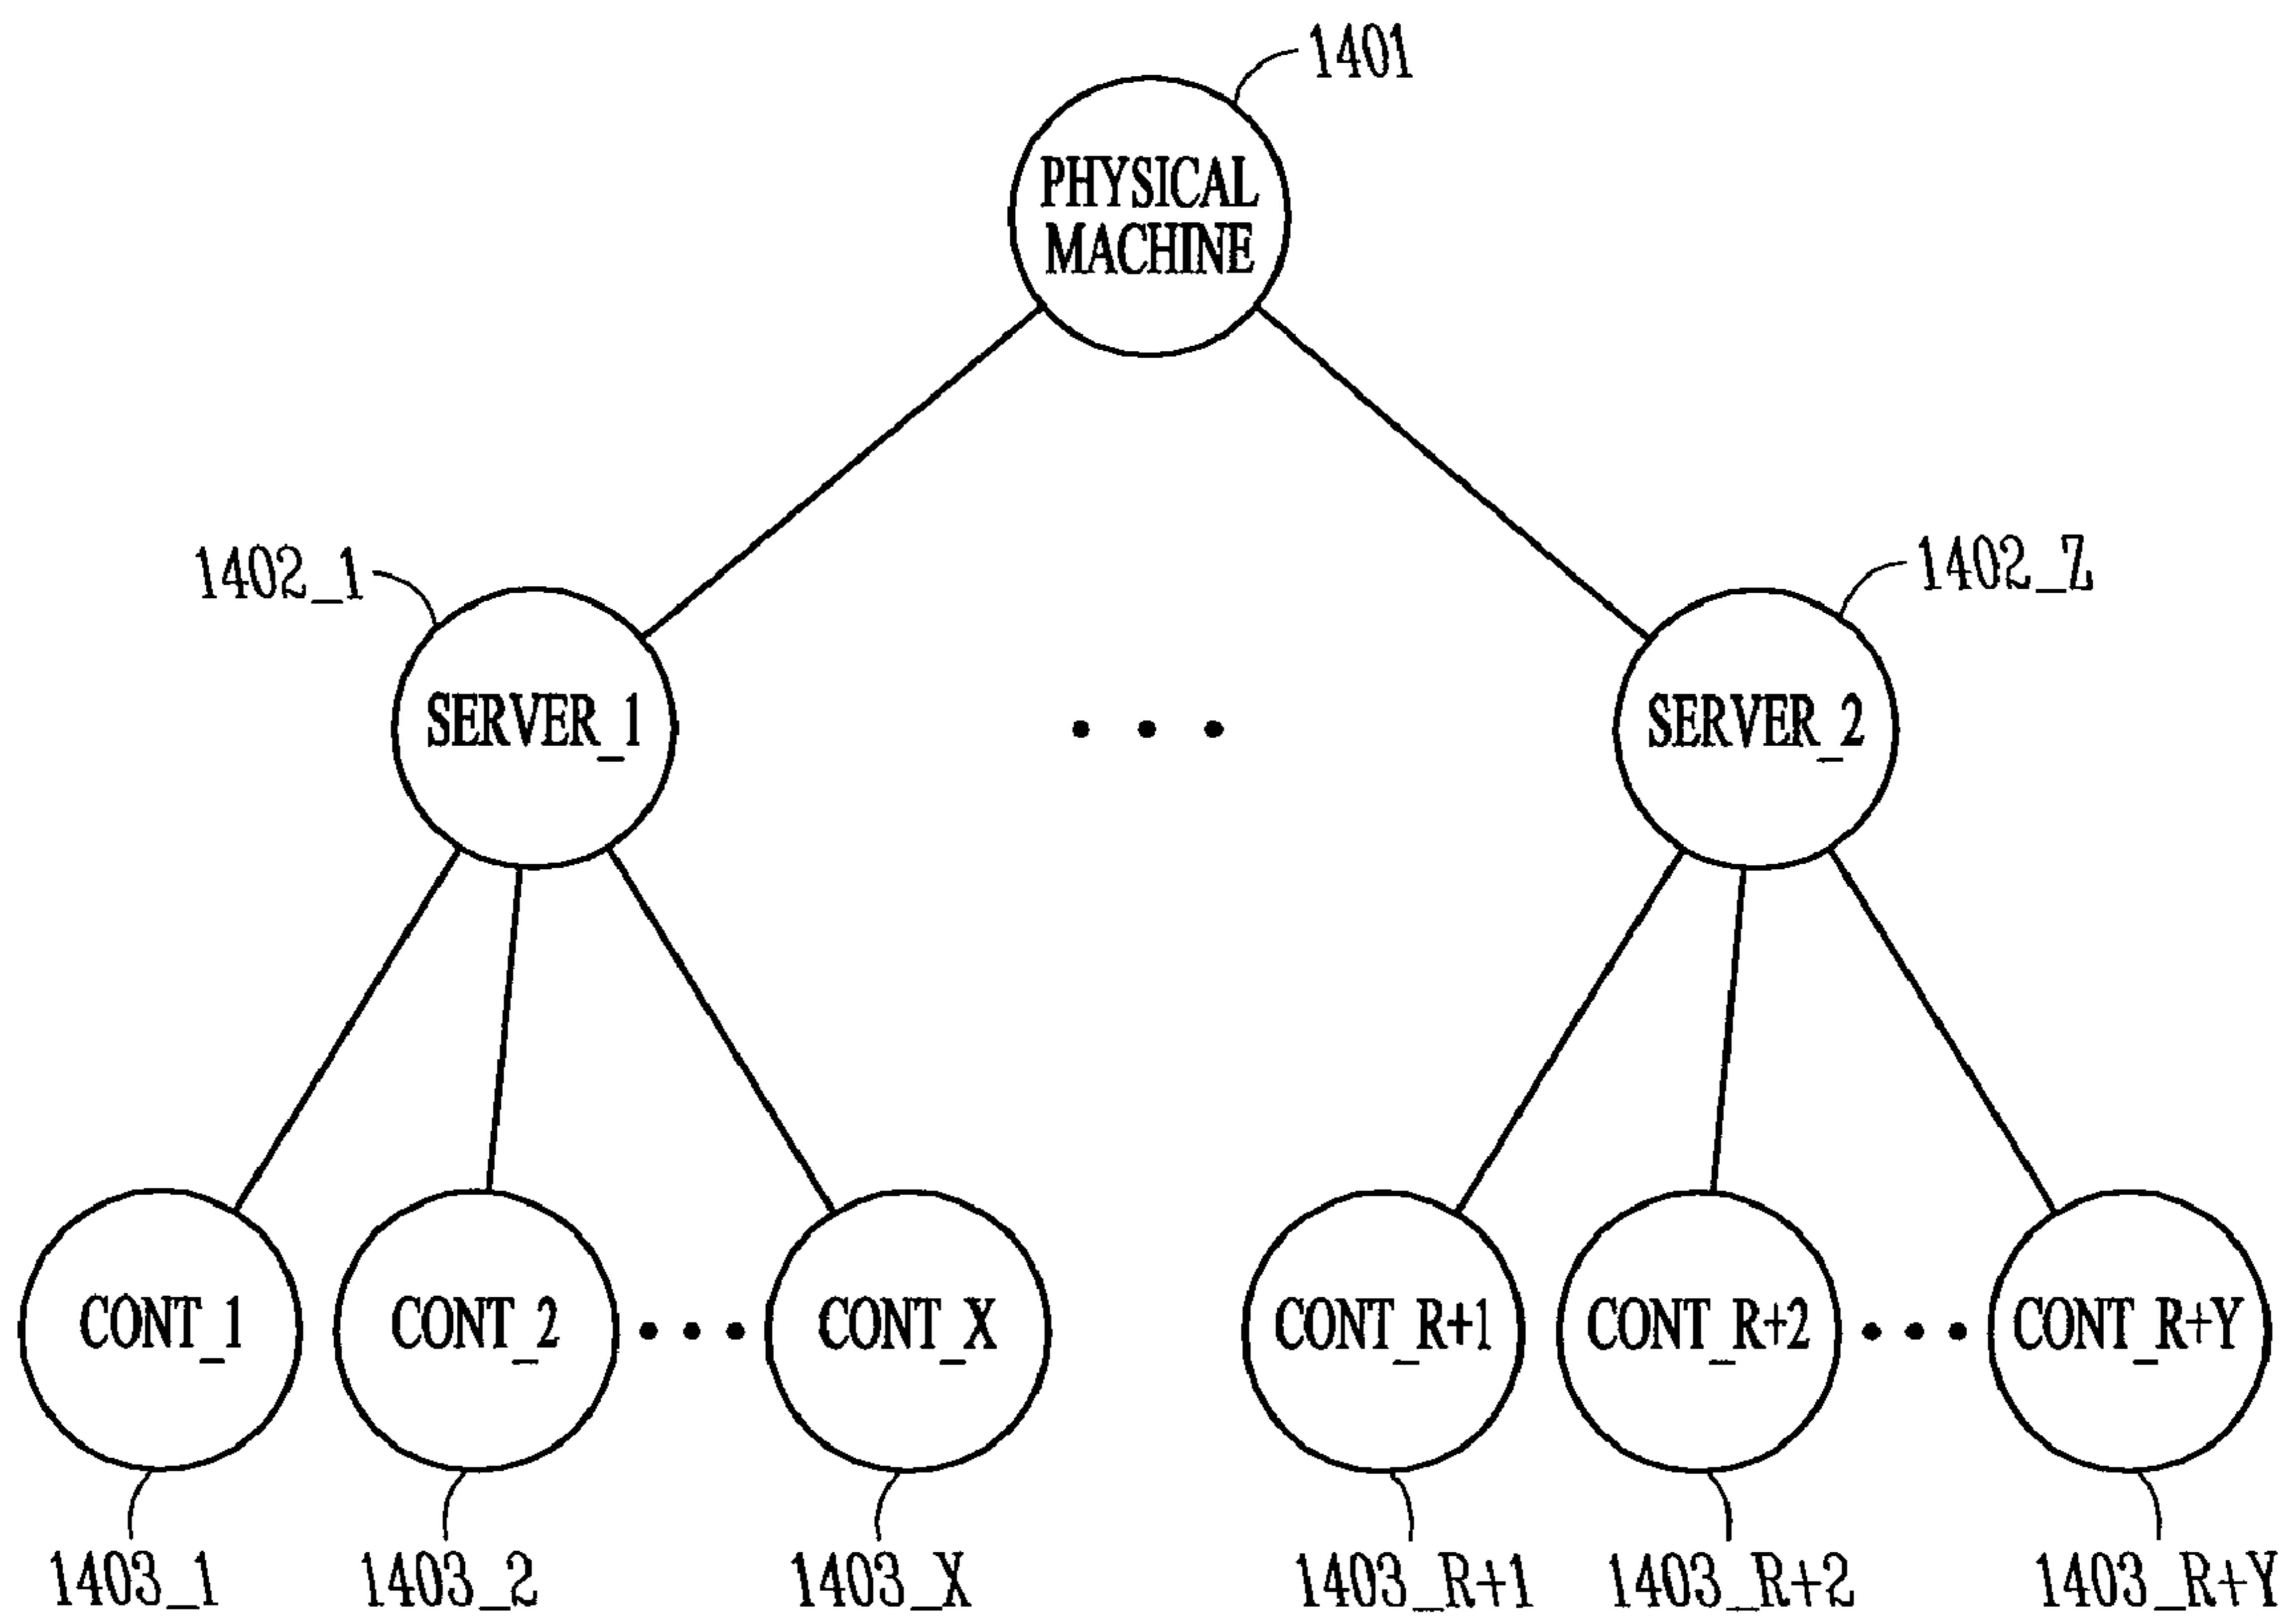 1401
PHYSICAL
MACHINE
1402_1
1402_Z
SERVER_1
SERVER_2
CONT_1
CONT_2
CONT_X
CONT_R+1
CONT_R+2
CONT_R+Y
1403_1
1403_2
1403_X
1403_R+1
1403_R+2
1403_R+Y